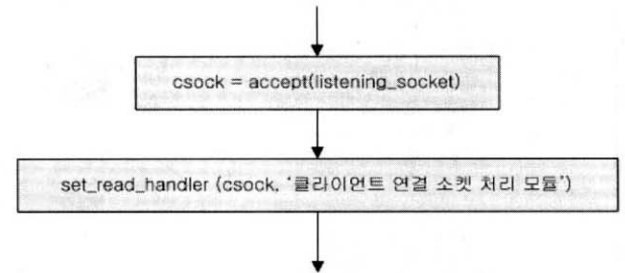 csock = accept(listening_socket)
set_read_handler (csock, '클라이언트 연결 소켓 처리 모듈')